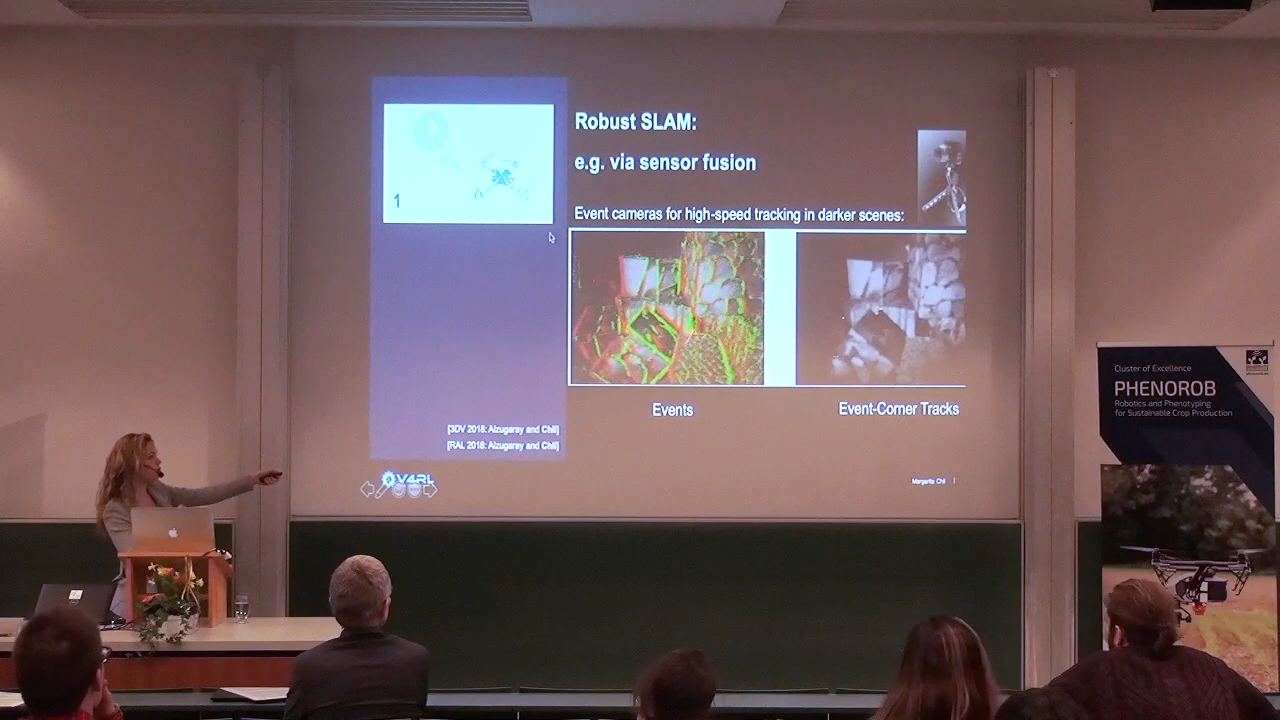 Robust SLAM:
e.g. via sensor fusion
1
Event cameras for high-speed tracking in darker scenes:
Events
Event-Corner Tracks
[3DV 2018: Alzugaray and Chli]
[RAL 2018: Alzugaray and Chli]
V4RL
Margarita Chli
Cluster of Excellence
PHENOROB
Robotics and Phenotyping
for Sustainable Crop Production